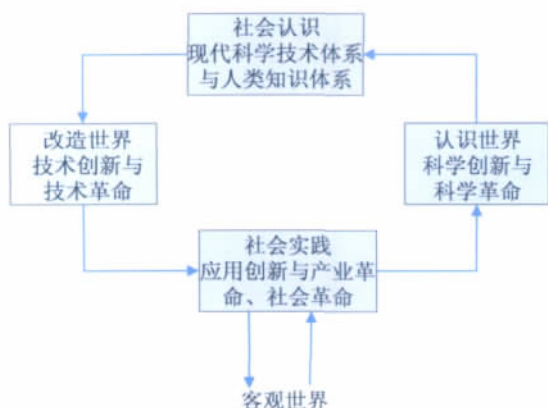 社会认识
现代科学技术体系
与人类知识体系
改造世界
技术创新与
技术革命
认识世界
科学创新与
科学革命
社会实践
应用创新与产业革
命、社会革命
客观世界